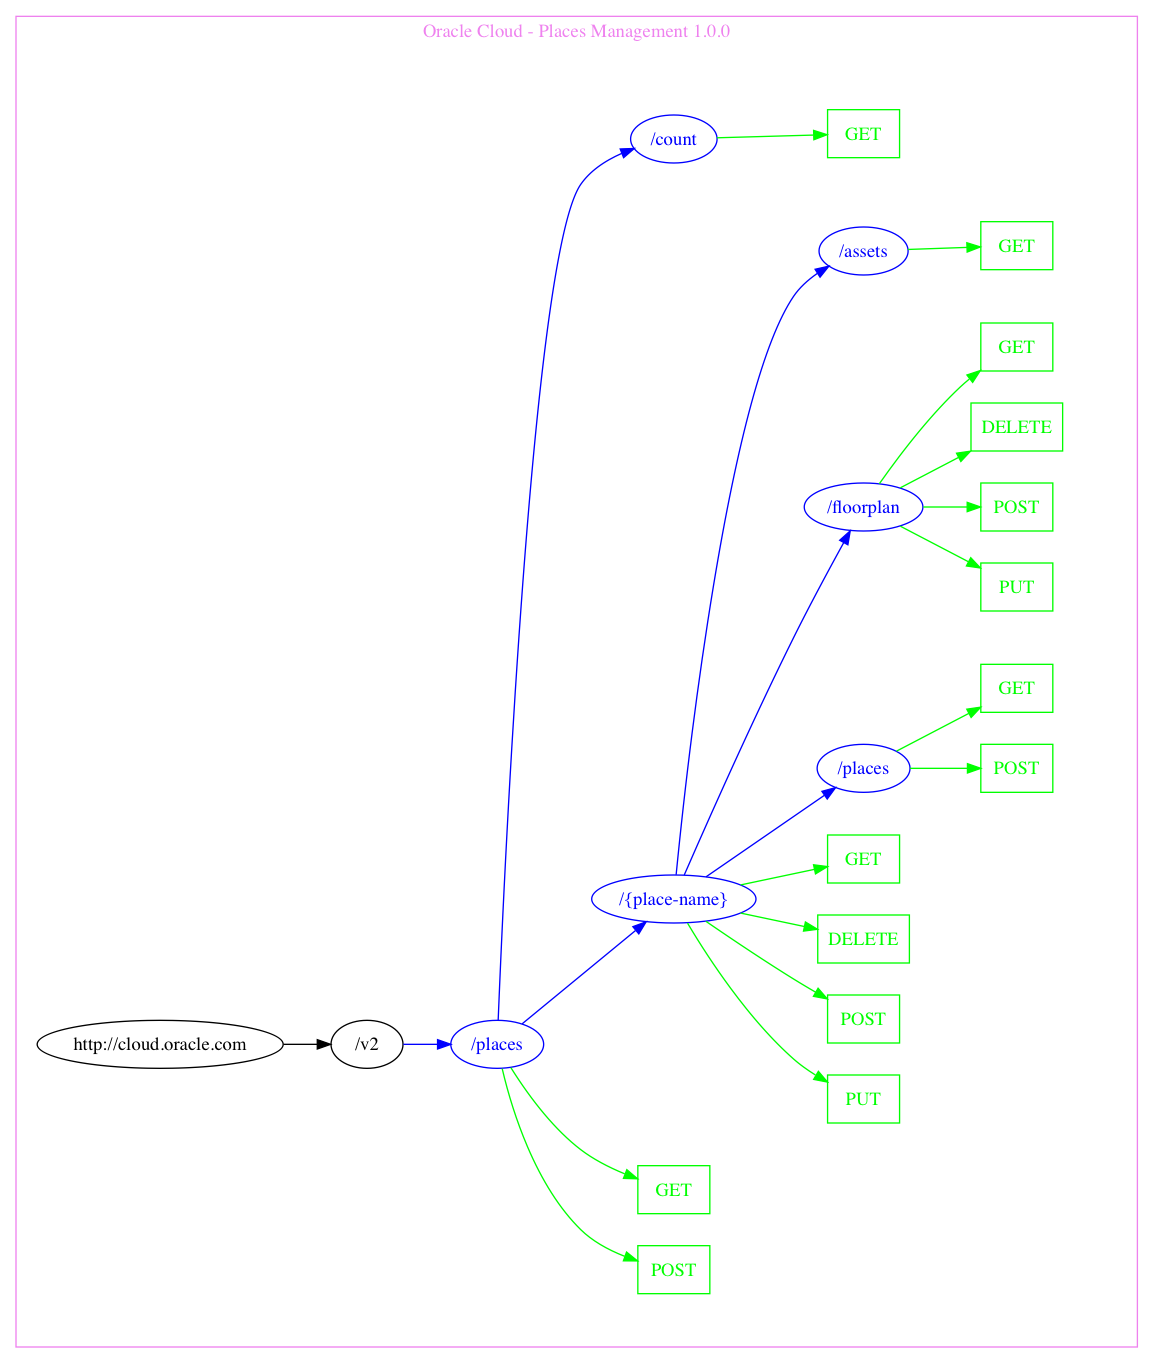 Oracle Cloud - Places Management 1.0.0
/count
GET
/assets
GET
GET
DELETE
/floorplan
POST
PUT
GET
/places
POST
GET
/{place-name}
DELETE
POST
http://cloud.oracle.com
/v2
/places
PUT
GET
POST